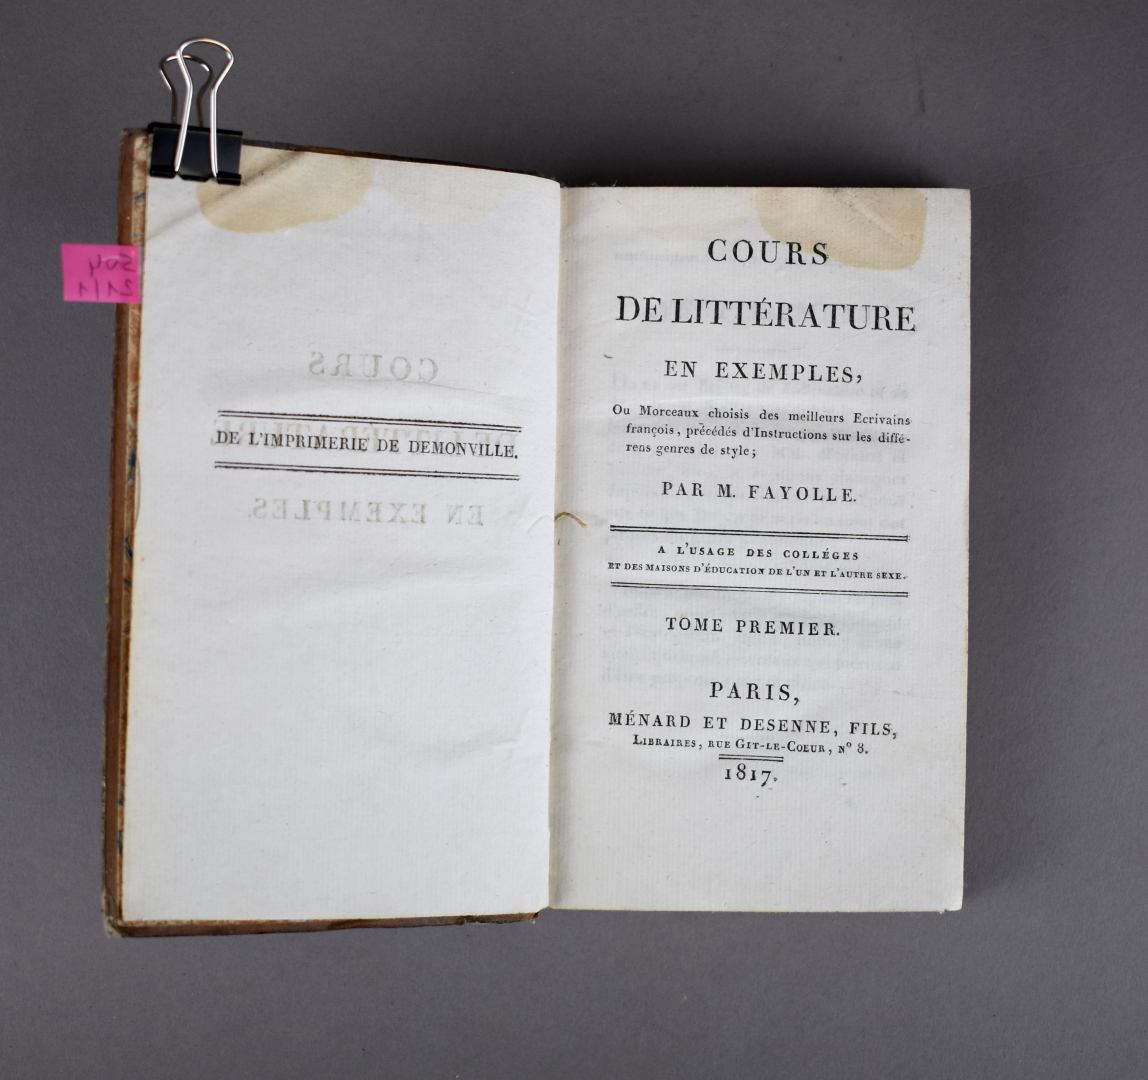 DE L'IMPRIMERIE DE DEMONVILLE.
COURS
DE LITTÉRATURE
EN EXEMPLES,
Ou Morceaux choisis des meilleurs Ecrivains
françois, précédés d'Instructions sur les diffé-
rens genres de style;
PAR M. FAYOLLE.
A L'USAGE DES COLLÉGES
ET DES MAISONS D'ÉDUCATION DE L'UN ET L'AUTRE SEXE.
TOME PREMIER.
PARIS,
MÉNARD ET DESENNE, FILS,
LIBRAIRES, RUE GIT-LE-COEUR, N° 8.
1817.